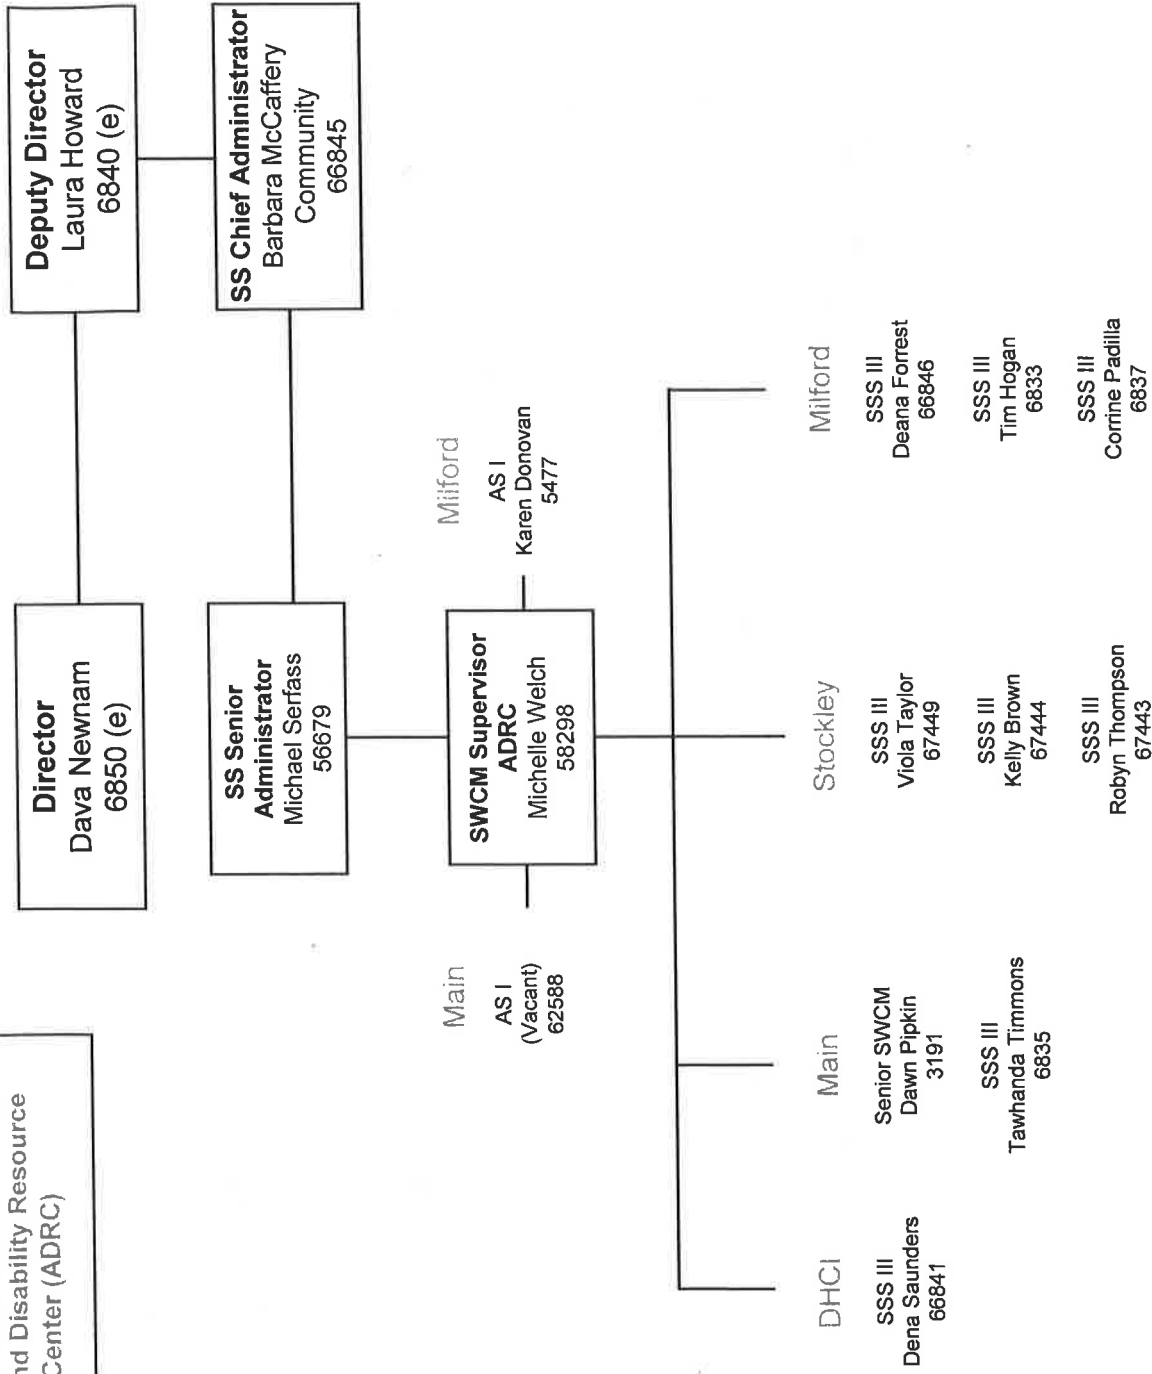 nd Disability Resource
Center (ADRC)
Director
Dava Newnam
6850 (e)
Deputy Director
Laura Howard
6840 (e)
SS Senior
Administrator
Michael Serfass
56679
SS Chief Administrator
Barbara McCaffery
Community
66845
Main
AS I
(Vacant)
62588
SWCM Supervisor
ADRC
Michelle Welch
58298
Milford
AS I
Karen Donovan
5477
DHCI
SSS III
Dena Saunders
66841
Main
Senior SWCM
Dawn Pipkin
3191
SSS III
Tawhanda Timmons
6835
Stockley
SSS III
Viola Taylor
67449
SSS III
Kelly Brown
67444
SSS III
Robyn Thompson
67443
Milford
SSS III
Deana Forrest
66846
SSS III
Tim Hogan
6833
SSS III
Corrine Padilla
6837